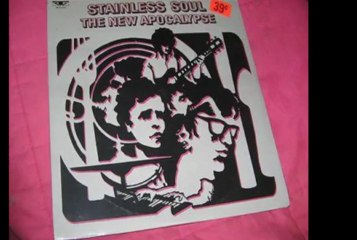 STAINLESS SOUL
39¢
THE NEW APOCALYPSE